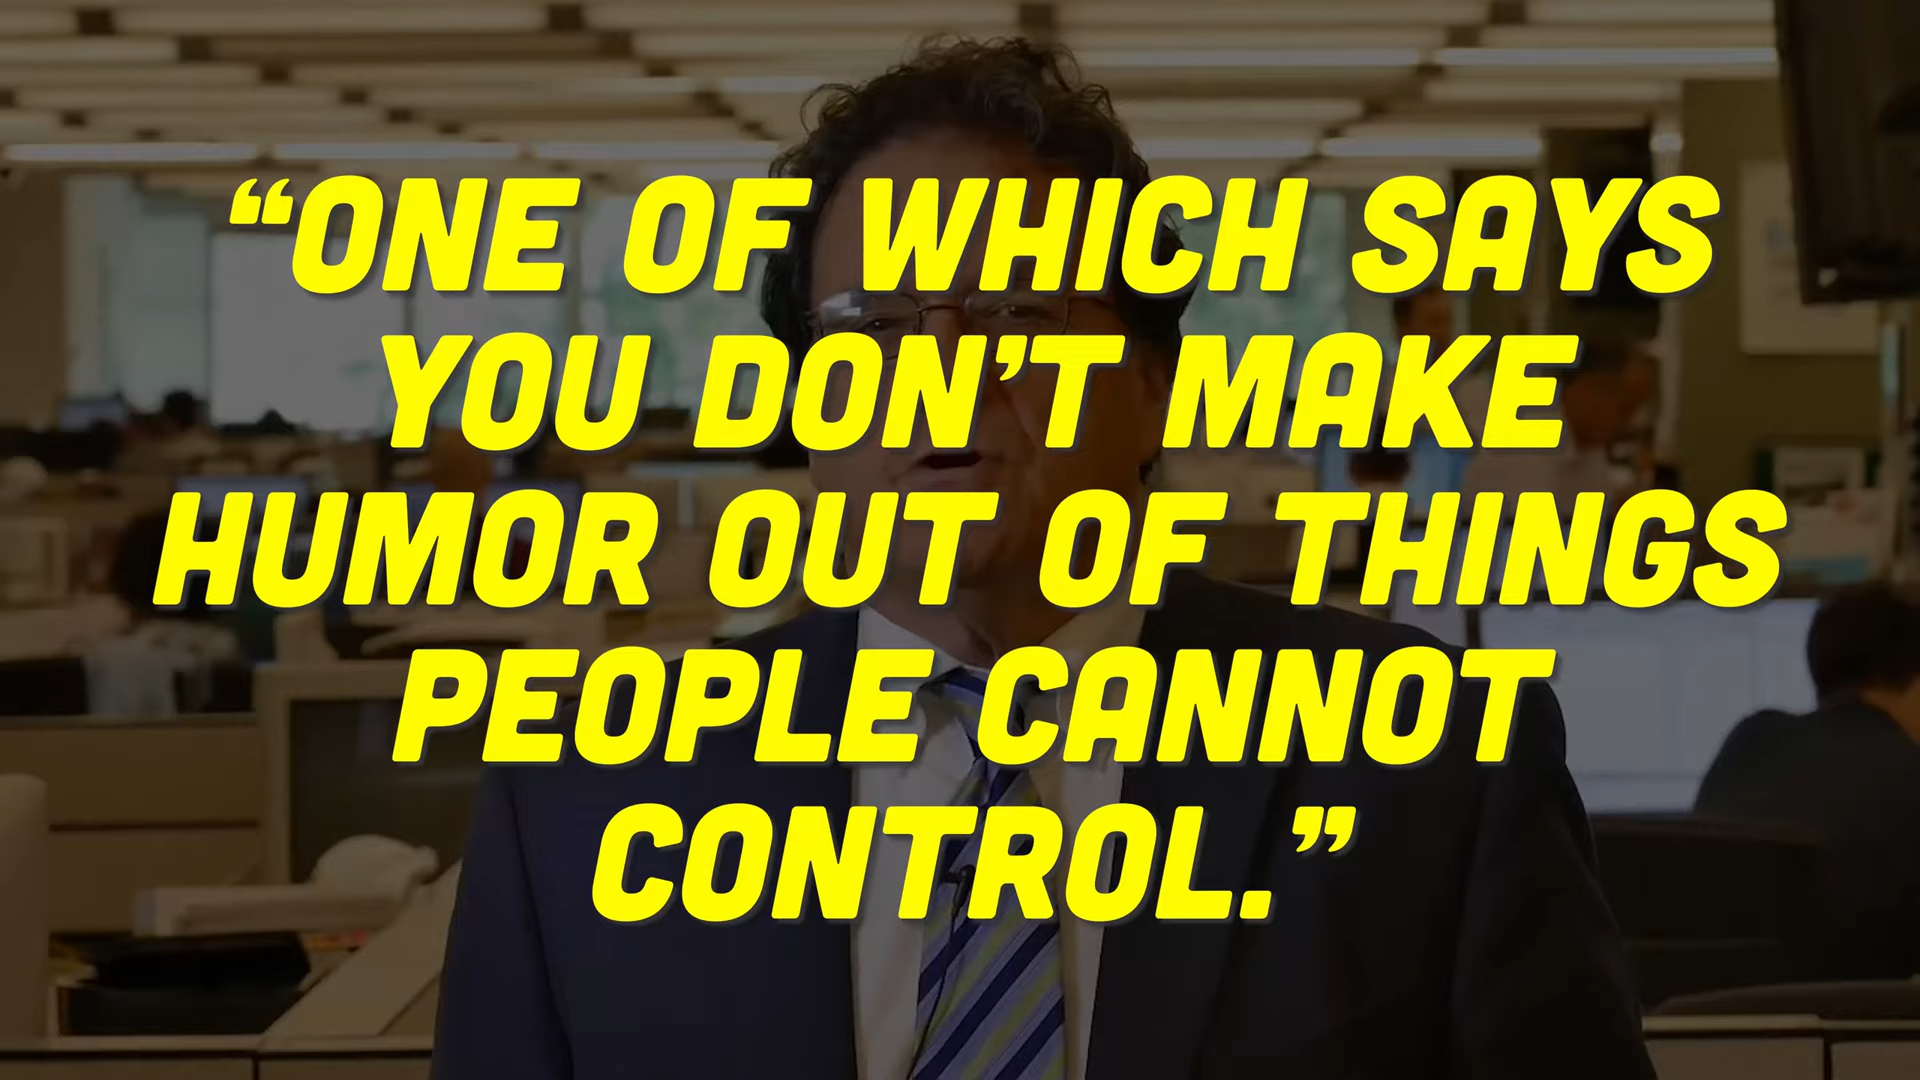 “ONE OF WHICH SAYS
YOU DON’T MAKE
HUMOR OUT OF THINGS
PEOPLE CANNOT
CONTROL.”